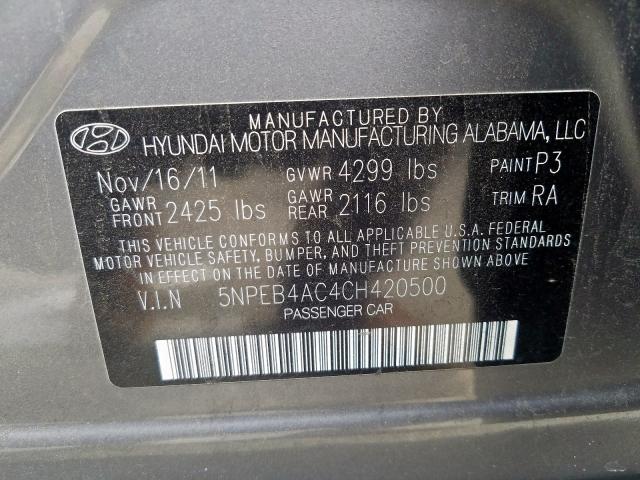 MANUFACTURED BY
HYUNDAI MOTOR MANUFACTURING ALABAMA, LLC
Nov/16/11 GVWR 4299 lbs PAINT P3
GAWR FRONT 2425 lbs GAWR REAR 2116 lbs TRIM RA
THIS VEHICLE CONFORMS TO ALL APPLICABLE U.S.A. FEDERAL
MOTOR VEHICLE SAFETY, BUMPER, AND THEFT PREVENTION STANDARDS
IN EFFECT ON THE DATE OF MANUFACTURE SHOWN ABOVE.
V.I.N 5NPEB4AC4CH420500
PASSENGER CAR